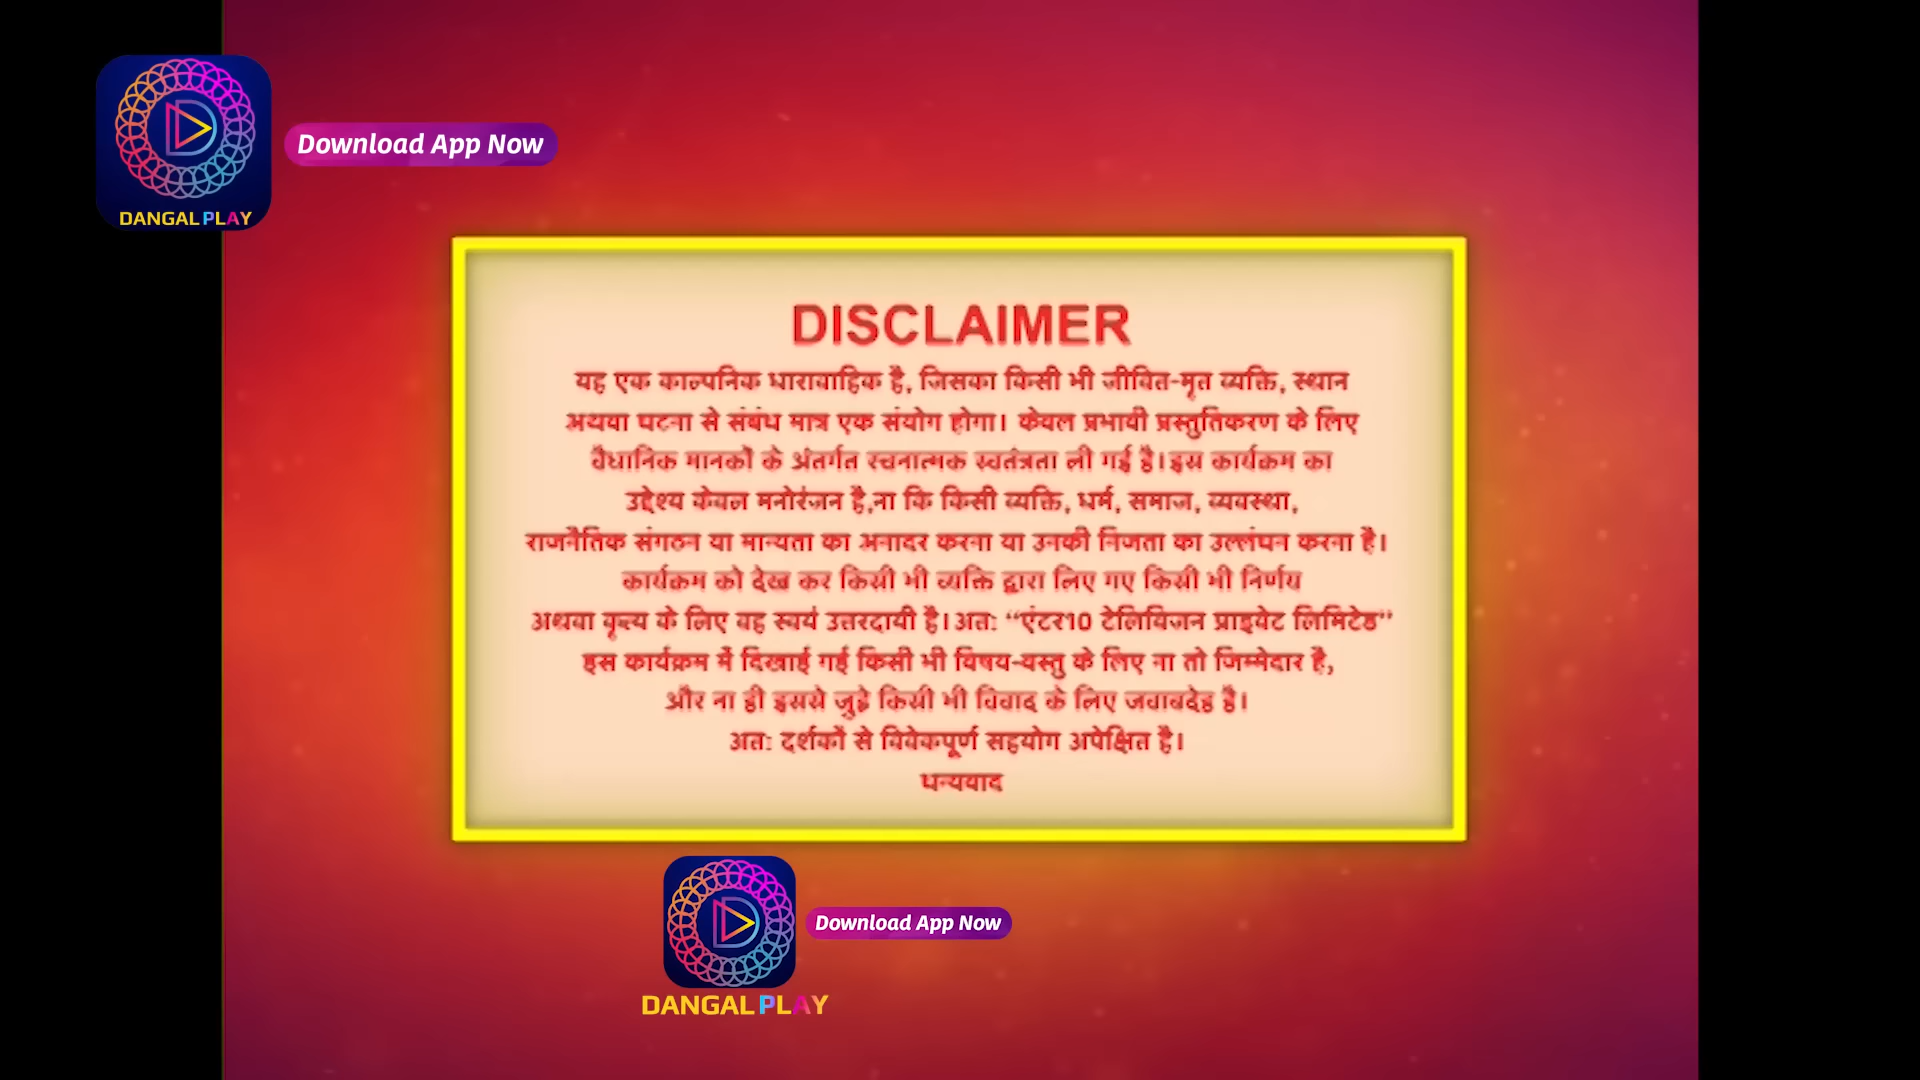 DANGAL PLAY
Download App Now
DISCLAIMER
यह एक काल्पनिक धारावाहिक है, जिसका किसी भी जीवित-मृत व्यक्ति, स्थान
अथवा घटना से संबंध मात्र एक संयोग होगा। केवल प्रभावी प्रस्तुतिकरण के लिए
वैधानिक मानकों के अंतर्गत रचनात्मक स्वतंत्रता ली गई है।इस कार्यक्रम का
उद्देश्य केवल मनोरंजन है,ना कि किसी व्यक्ति, धर्म, समाज, व्यवस्था,
राजनैतिक संगठन या मान्यता का अनादर करना या उनकी निजता का उल्लंघन करना है।
कार्यक्रम को देख कर किसी भी व्यक्ति द्वारा लिए गए किसी भी निर्णय
अथवा कृत्य के लिए वह स्वयं उत्तरदायी है।अत: “एंटर10 टेलिविजन प्राइवेट लिमिटेड”
इस कार्यक्रम में दिखाई गई किसी भी विषय-वस्तु के लिए ना तो जिम्मेदार है,
और ना ही इससे जुड़े किसी भी विवाद के लिए जवाबदेह है।
अत: दर्शकों से विवेकपूर्ण सहयोग अपेक्षित है।
धन्यवाद
Download App Now
DANGAL PLAY